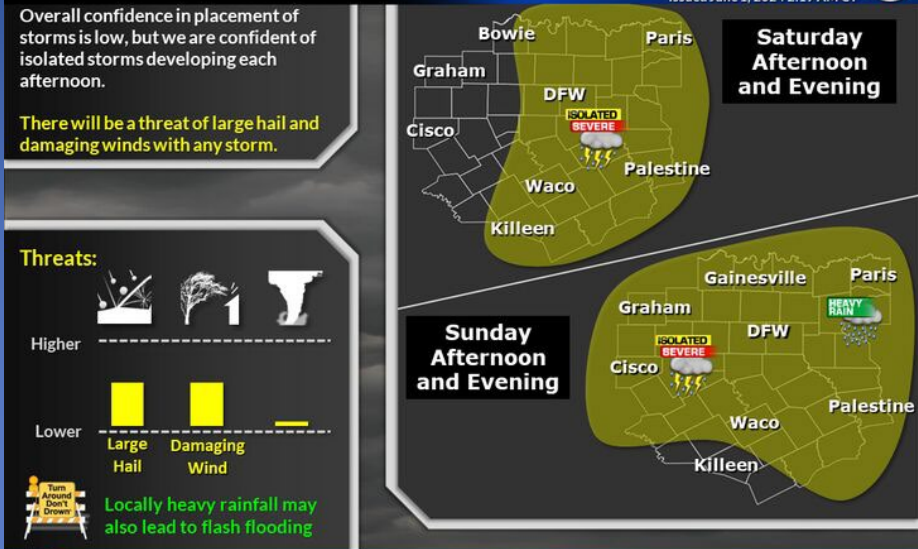 Overall confidence in placement of
storms is low, but we are confident of
isolated storms developing each
afternoon.
There will be a threat of large hail and
damaging winds with any storm.
Threats:
Higher
Lower
Large
Hail
Damaging
Wind
Turn
Around
Don't
Drown
Locally heavy rainfall may
also lead to flash flooding
Saturday
Afternoon
and Evening
Bowie
Paris
Graham
DFW
ISOLATED
SEVERE
Cisco
Palestine
Waco
Killeen
Sunday
Afternoon
and Evening
Gainesville
Paris
Graham
HEAVY
RAIN
DFW
ISOLATED
SEVERE
Cisco
Palestine
Waco
Killeen